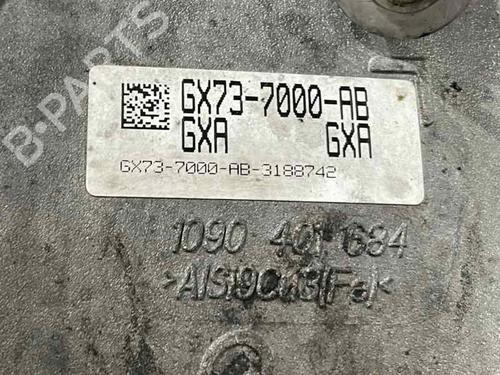 B-PARTS
GX73-7000-AB
GXA GXA
GX73-7000-AB-3188742
1090 401 684
>AlSi9Cu3(Fe)<